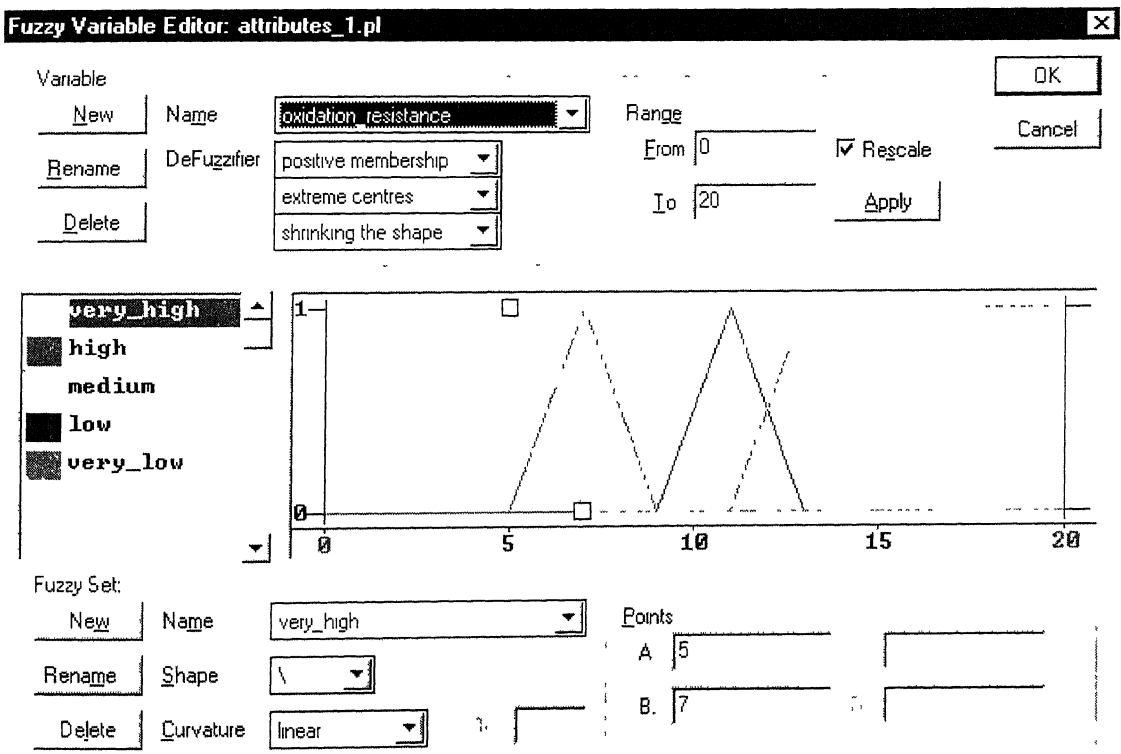 Fuzzy Variable Editor: attributes_1.pl
Variable
New Name oxidation_resistance
Range
From 0
Rescale
OK
Cancel
Rename DeFuzzifier positive membership
extreme centres
To 20
Apply
Delete
shrinking the shape
very_high
high
medium
low
very_low
1
0
0 5 10 15 20
Fuzzy Set:
New Name very_high
Points
A 5
Rename Shape \
B. 7
Delete Curvature linear